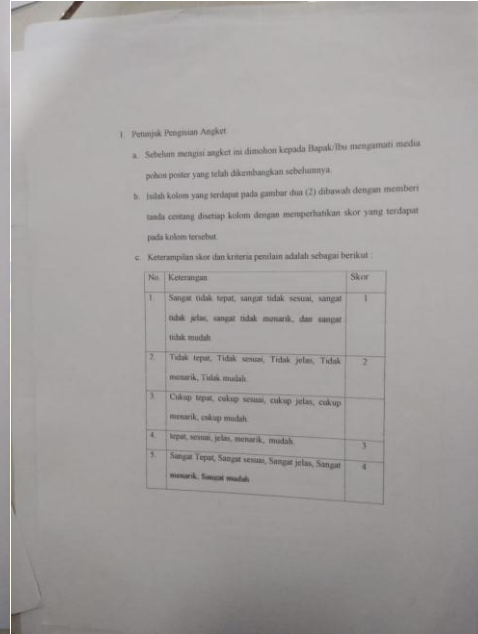 1. Petunjuk Pengisian Angket
a. Sebelum mengisi angket ini dimohon kepada Bapak/Ibu mengamati media
pohon poster yang telah dikembangkan sebelumnya.
b. Isilah kolom yang terdapat pada gambar dua (2) dibawah dengan memberi
tanda centang disetiap kolom dengan memperhatikan skor yang terdapat
pada kolom tersebut.
c. Keterampilan skor dan kriteria penilain adalah sebagai berikut :
No. Keterangan Skor
1. Sangat tidak tepat, sangat tidak sesuai, sangat 1
tidak jelas, sangat tidak menarik, dan sangat
tidak mudah
2. Tidak tepat, Tidak sesuai, Tidak jelas, Tidak 2
menarik, Tidak mudah.
3. Cukup tepat, cukup sesuai, cukup jelas, cukup
menarik, cukup mudah.
4. tepat, sesuai, jelas, menarik, mudah. 3
5. Sangat Tepat, Sangat sesuai, Sangat jelas, Sangat 4
menarik, Sangat mudah